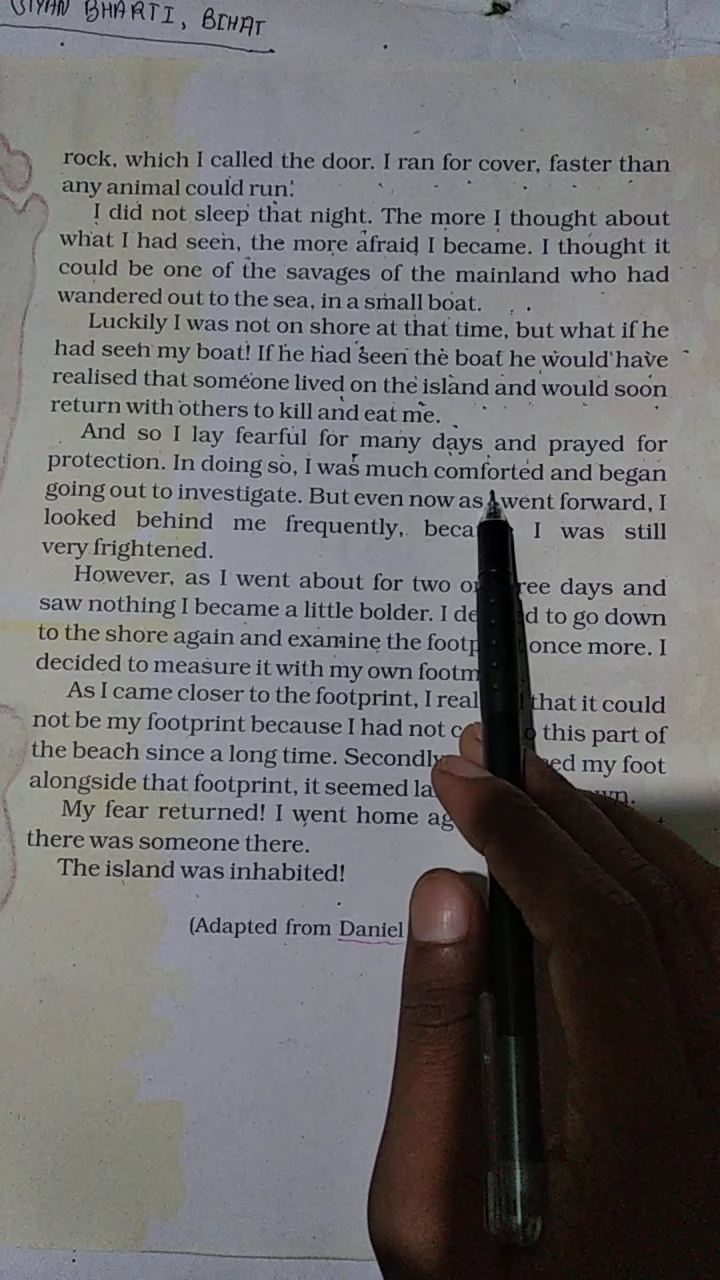 BHARTI, BIHAT
rock, which I called the door. I ran for cover, faster than
any animal could run.
I did not sleep that night. The more I thought about
what I had seen, the more afraid I became. I thought it
could be one of the savages of the mainland who had
wandered out to the sea, in a small boat.
Luckily I was not on shore at that time, but what if he
had seen my boat! If he had seen the boat he would have
realised that someone lived on the island and would soon
return with others to kill and eat me.
And so I lay fearful for many days and prayed for
protection. In doing so, I was much comforted and began
going out to investigate. But even now as I went forward, I
looked behind me frequently, I was still
very frightened.
However, as I went about for two days and
saw nothing I became a little bolder. I to go down
to the shore again and examine the once more. I
decided to measure it with my own
As I came closer to the footprint, I that it could
not be my footprint because I had not this part of
the beach since a long time. Secondly my foot
alongside that footprint, it seemed
My fear returned! I went home
there was someone there.
The island was inhabited!
(Adapted from Daniel